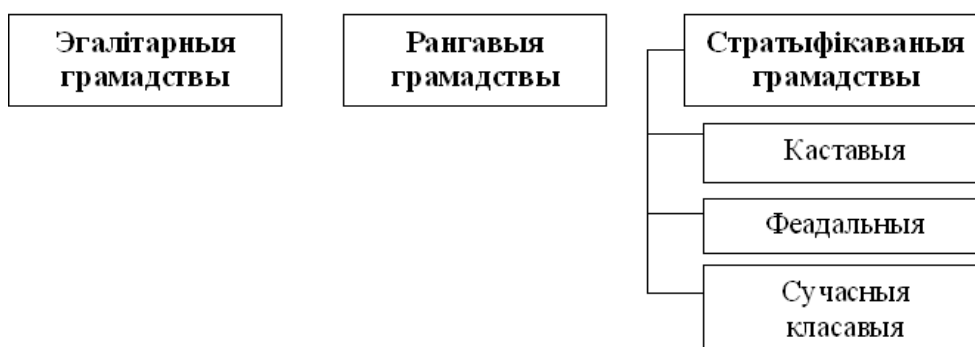 Эгалітарныя
грамадствы
Рангавыя
грамадствы
Стратыфікаваныя
грамадствы
Каставыя
Феадальныя
Сучасныя
класавыя